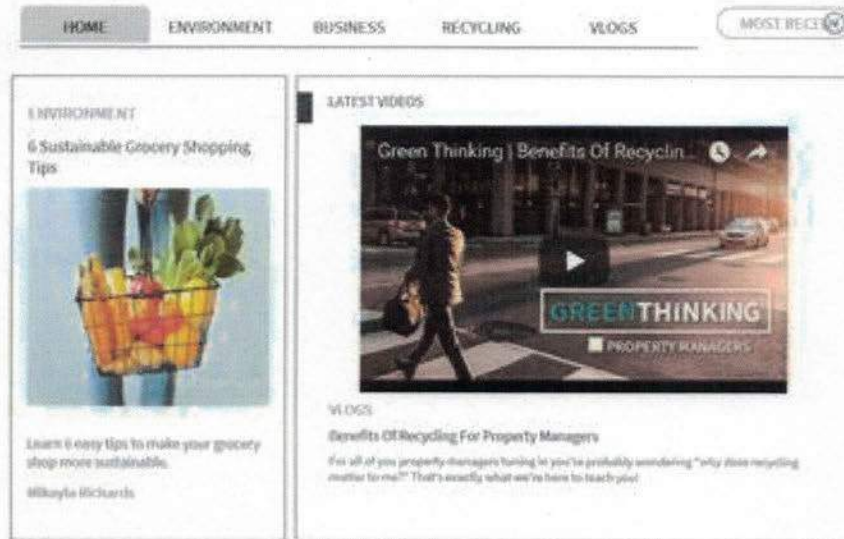 HOME ENVIRONMENT BUSINESS RECYCLING VLOGS MOST RECE
ENVIRONMENT
6 Sustainable Grocery Shopping
Tips
Learn 6 easy tips to make your grocery
shop more sustainable.
Mikayla Richards
LATEST VIDEOS
Green Thinking | Benefits Of Recyclin...
GREENTHINKING
PROPERTY MANAGERS
VLOGS
Benefits Of Recycling For Property Managers
For all of you property managers tuning in you're probably wondering "why does recycling
matter to me?" That's exactly what we're here to teach you!